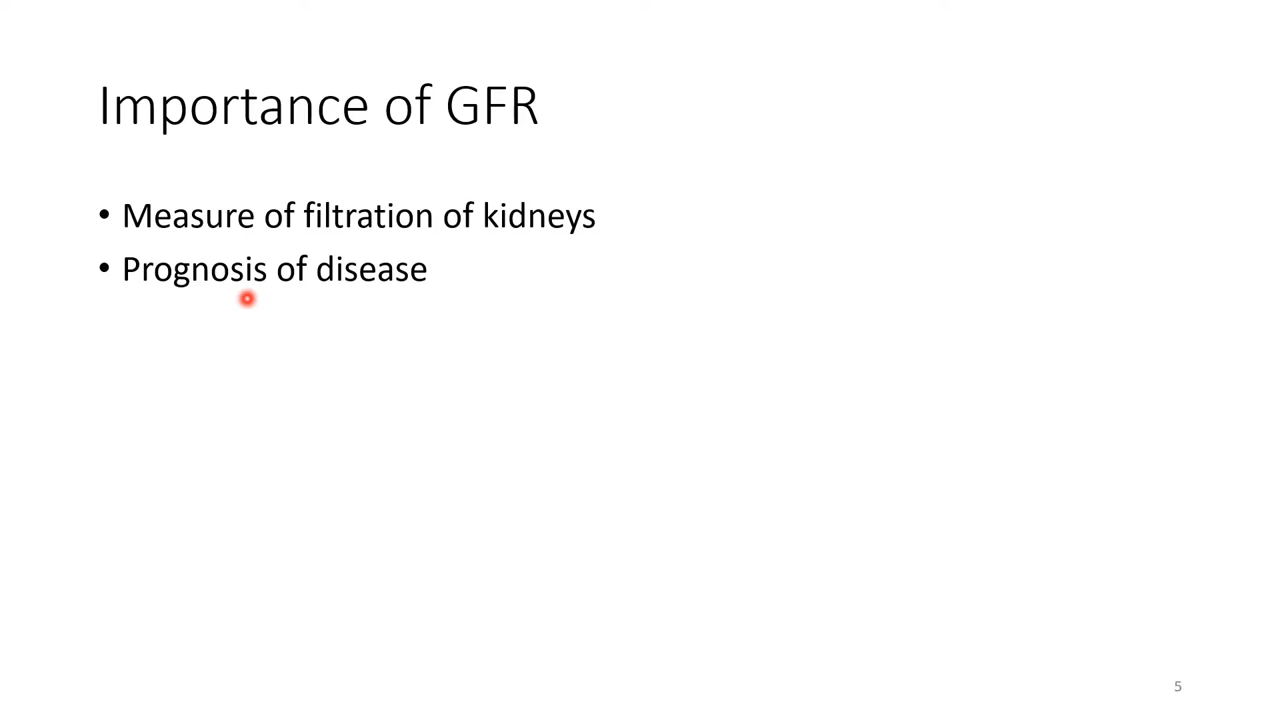 Importance of GFR
• Measure of filtration of kidneys
• Prognosis of disease
5